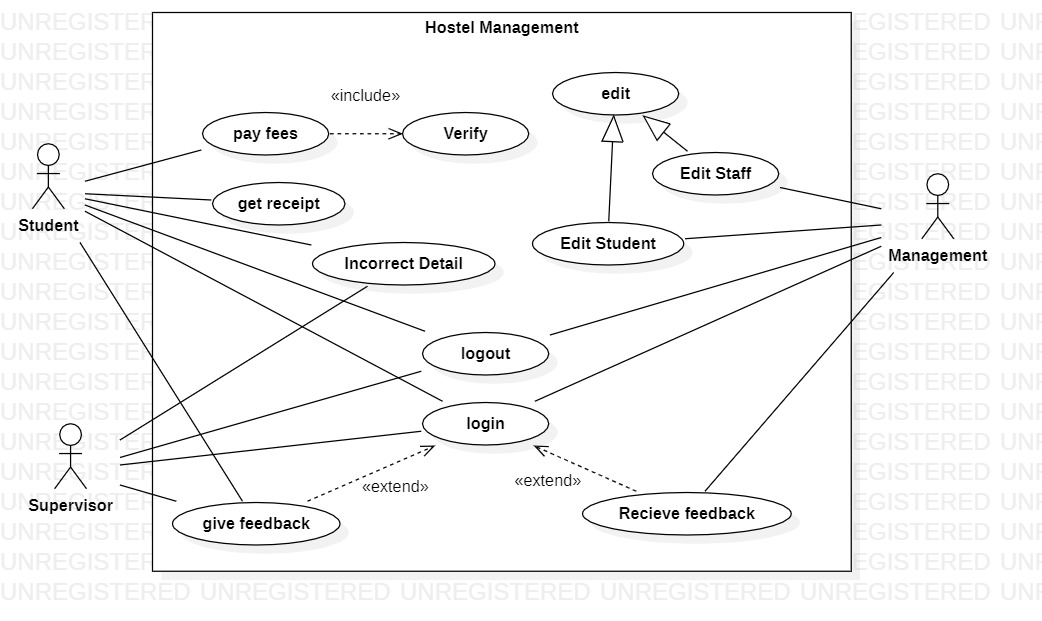 Hostel Management
«include»
edit
pay fees
Verify
Edit Staff
get receipt
Student
Edit Student
Management
Incorrect Detail
logout
login
«extend»
«extend»
Supervisor
give feedback
Recieve feedback
UNREGISTERED UNREGISTERED UNREGISTERED UNREGISTERED UNREGISTERED UNR